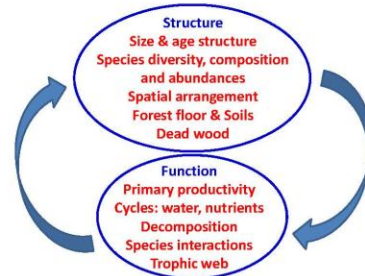 Structure
Size & age structure
Species diversity, composition
and abundances
Spatial arrangement
Forest floor & Soils
Dead wood
Function
Primary productivity
Cycles: water, nutrients
Decomposition
Species interactions
Trophic web